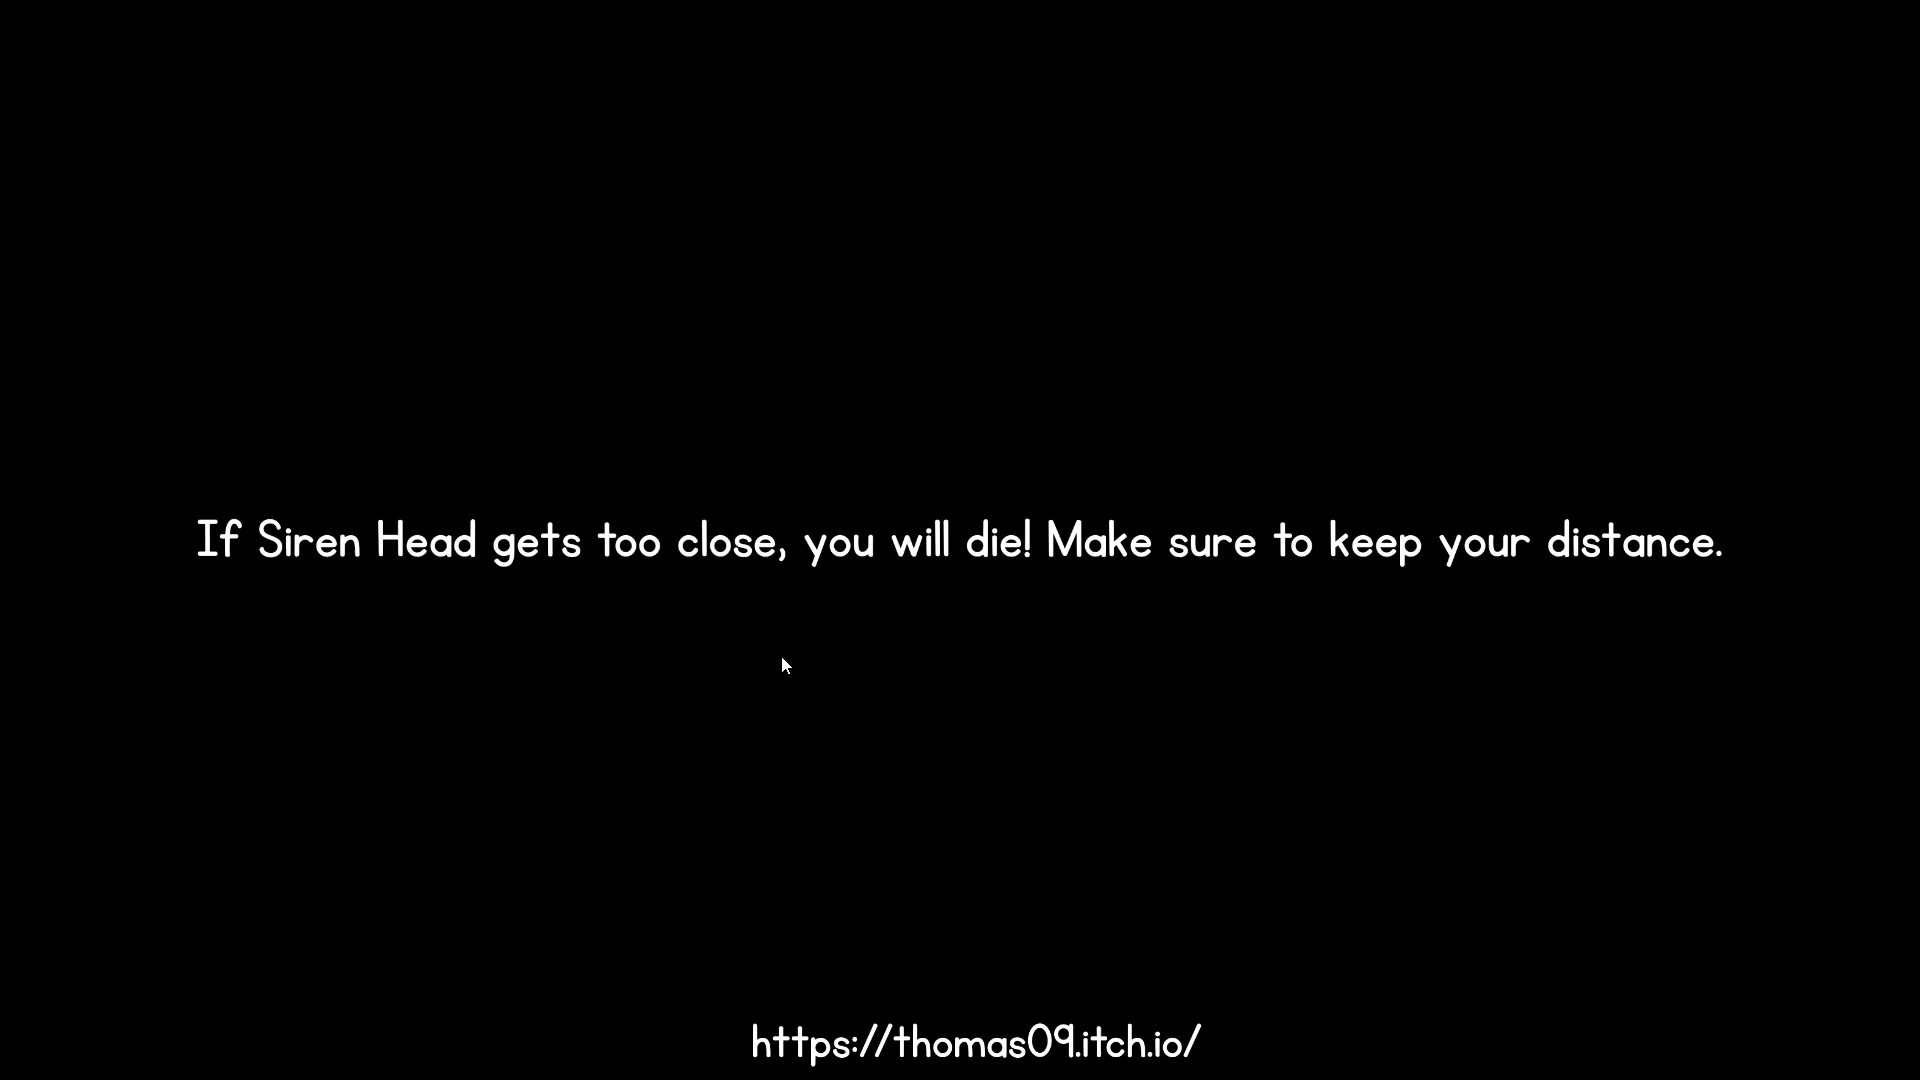 If Siren Head gets too close, you will die! Make sure to keep your distance.
https://thomas09.itch.io/